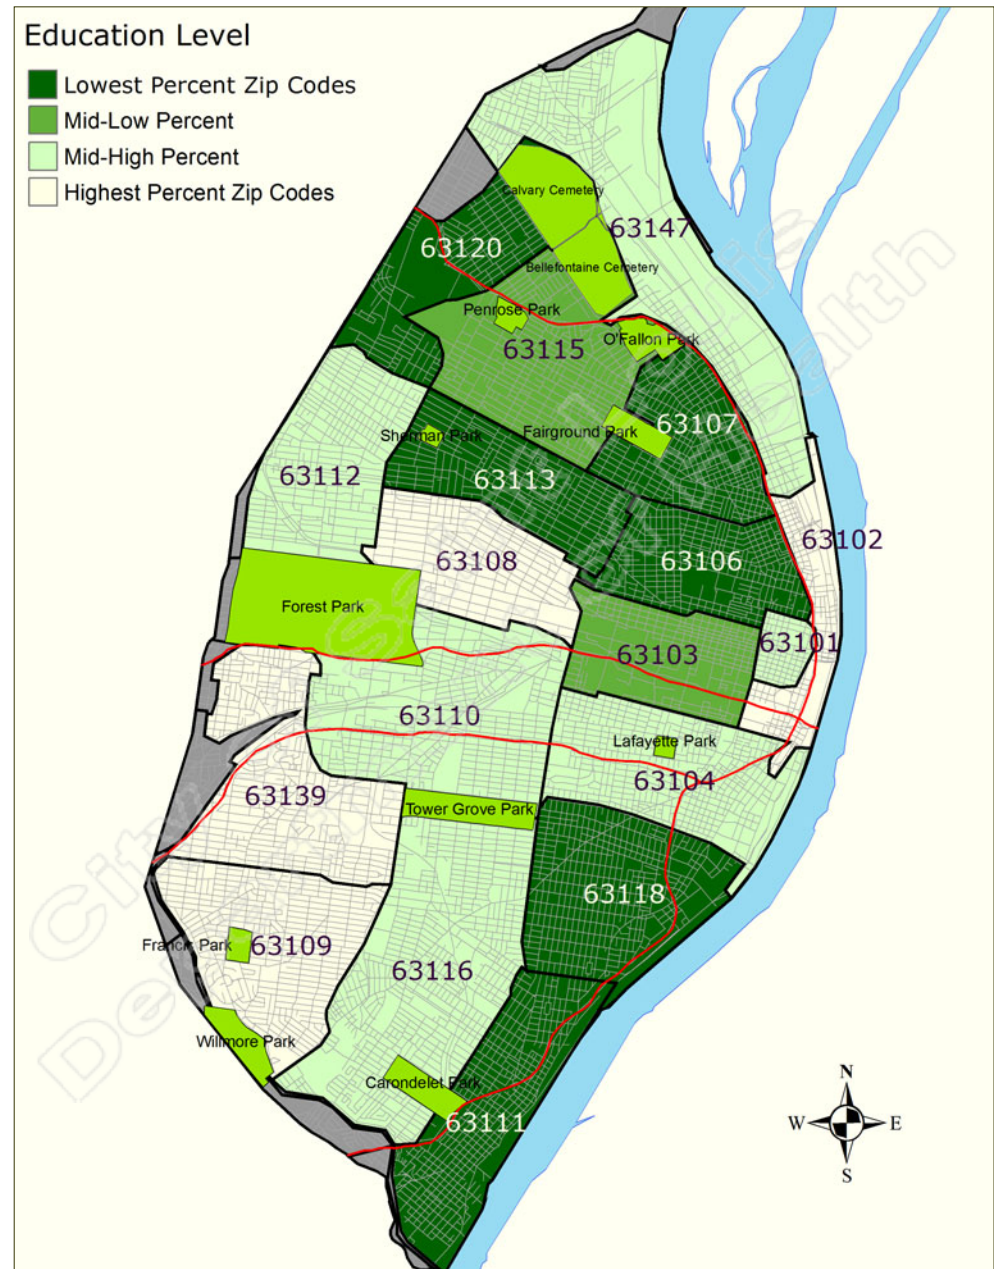 Education Level
Lowest Percent Zip Codes
Mid-Low Percent
Mid-High Percent
Highest Percent Zip Codes
Calvary Cemetery
63147
63120
Bellefontaine Cemetery
Penrose Park
O'Fallon Park
63115
63107
Fairground Park
Sherman Park
63112
63113
63102
63108
63106
Forest Park
63101
63103
63110
Lafayette Park
63104
63139
Tower Grove Park
63118
Francis Park
63109
63116
Willmore Park
Carondelet Park
63111
N
W
E
S